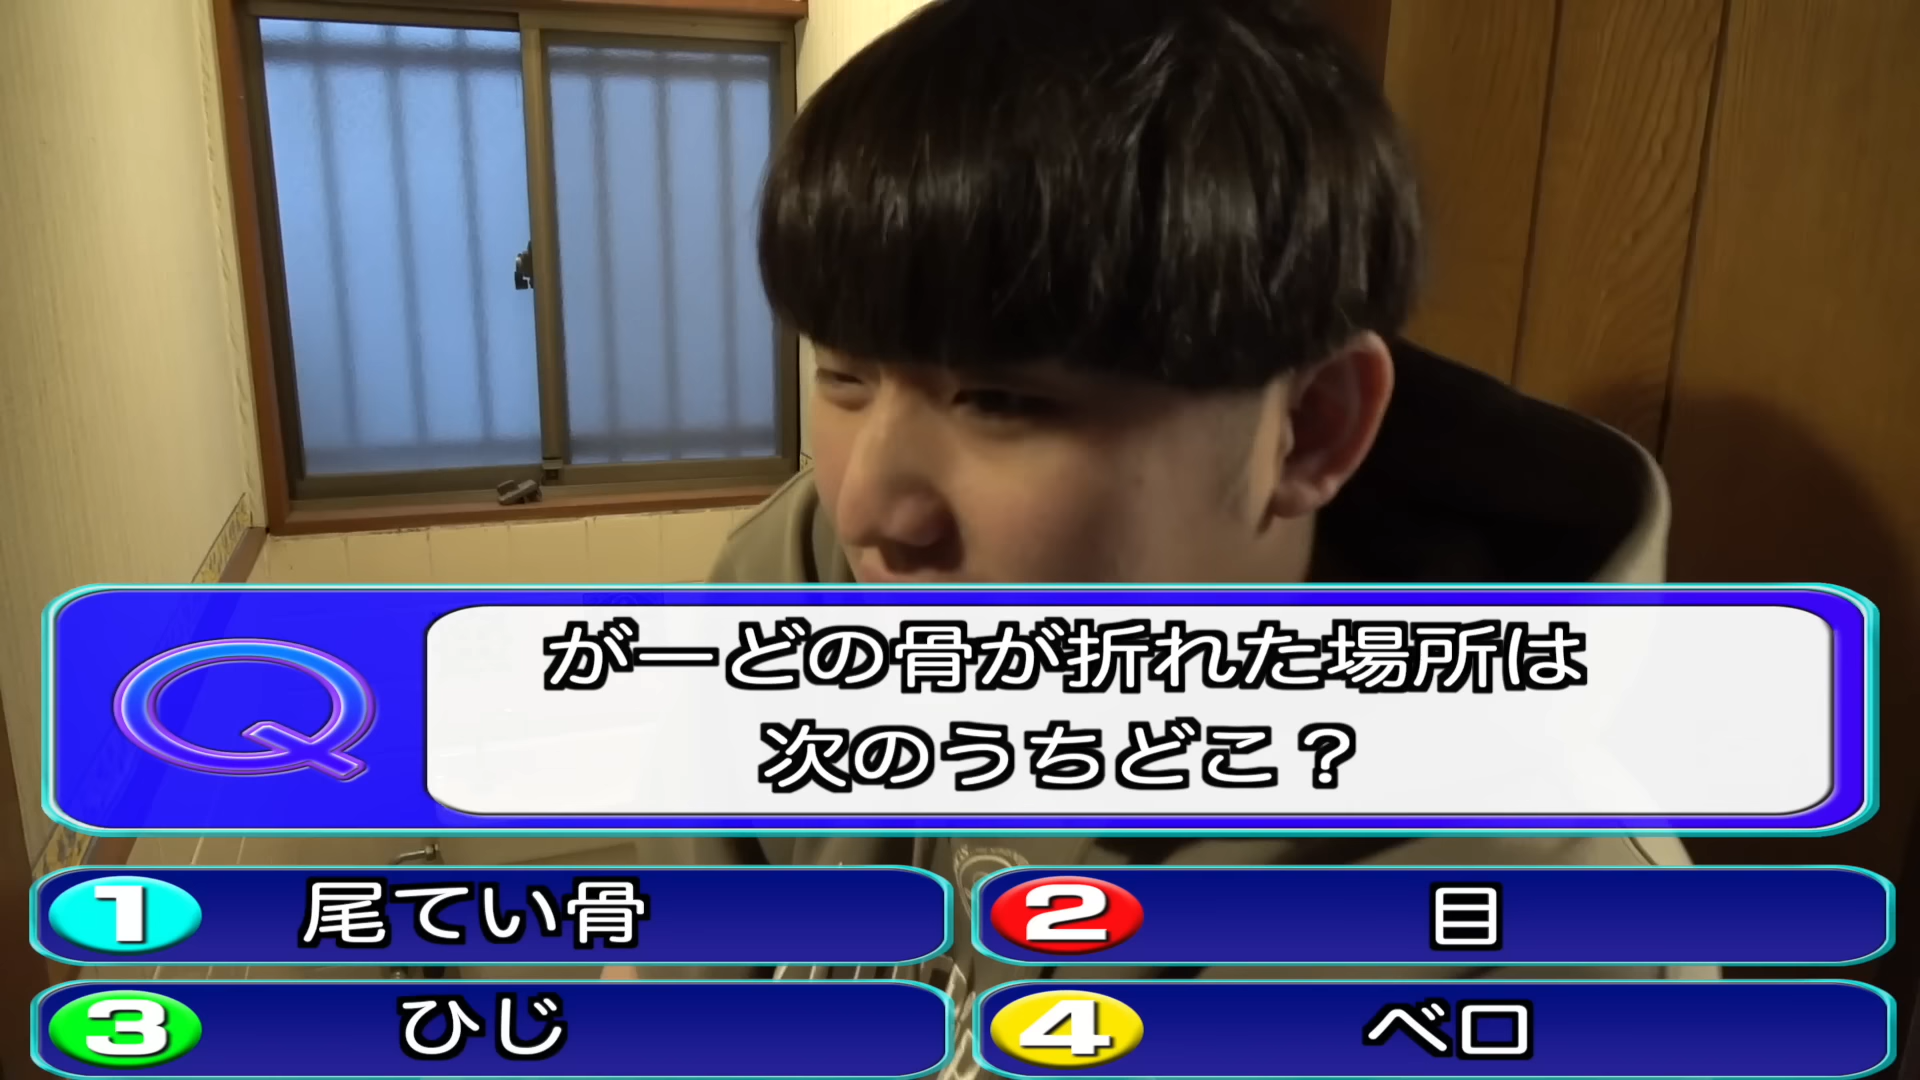 Q
がーどの骨が折れた場所は
次のうちどこ？
1 尾てい骨
2 目
3 ひじ
4 ベロ